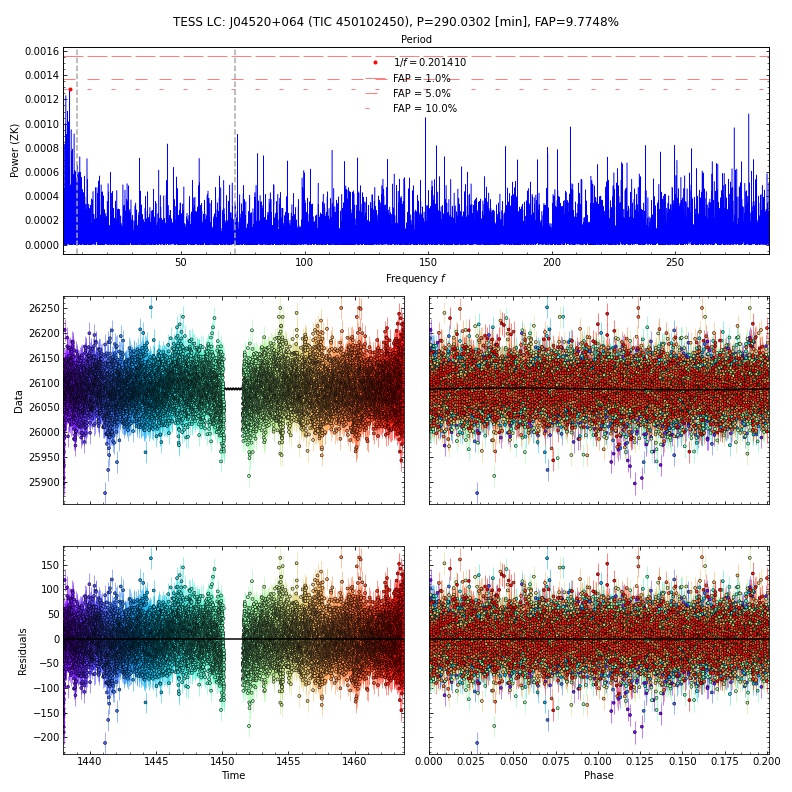 TESS LC: J04520+064 (TIC 450102450), P=290.0302 [min], FAP=9.7748%
Period
0.0016
0.0014
0.0012
0.0010
0.0008
0.0006
0.0004
0.0002
0.0000
Power (ZK)
1/f = 0.201410
FAP = 1.0%
FAP = 5.0%
FAP = 10.0%
50 100 150 200 250
Frequency f
26250
26200
26150
26100
26050
26000
25950
25900
Data
150
100
50
0
−50
−100
−150
−200
Residuals
1440 1445 1450 1455 1460
Time
0.000 0.025 0.050 0.075 0.100 0.125 0.150 0.175 0.200
Phase